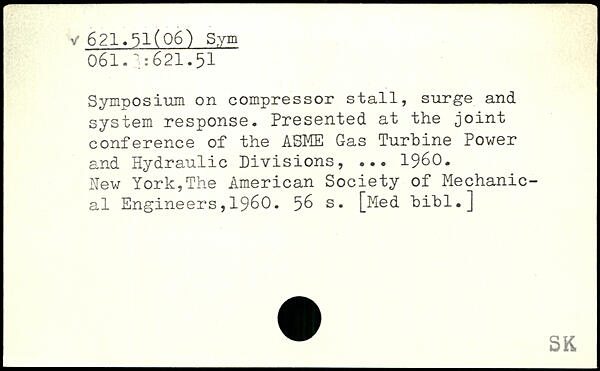 v 621.51(06) Sym
061. :621.51
Symposium on compressor stall, surge and
system response. Presented at the joint
conference of the ASME Gas Turbine Power
and Hydraulic Divisions, ... 1960.
New York,The American Society of Mechanic-
al Engineers,1960. 56 s. [Med bibl.]
SK